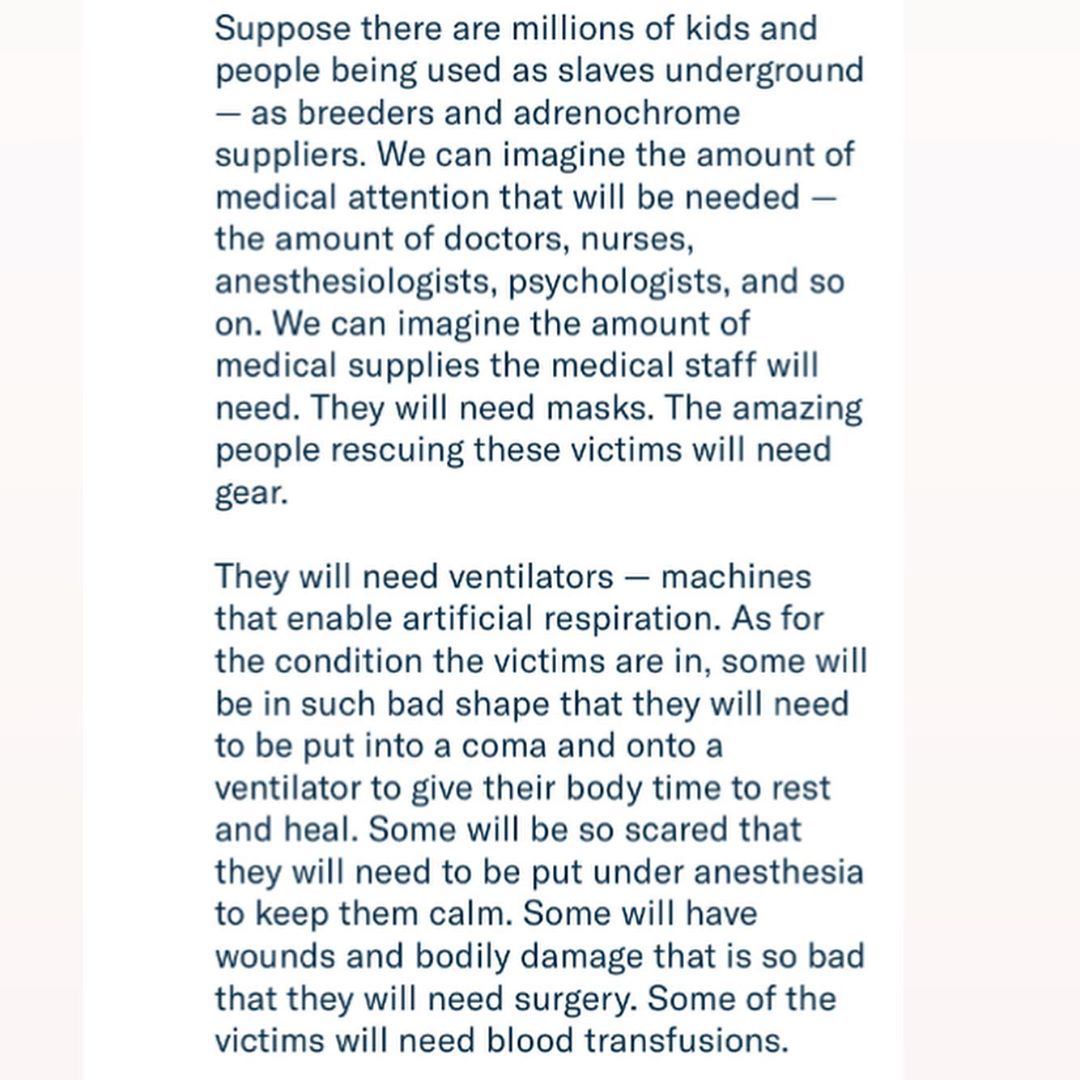 Suppose there are millions of kids and
people being used as slaves underground
— as breeders and adrenochrome
suppliers. We can imagine the amount of
medical attention that will be needed —
the amount of doctors, nurses,
anesthesiologists, psychologists, and so
on. We can imagine the amount of
medical supplies the medical staff will
need. They will need masks. The amazing
people rescuing these victims will need
gear.
They will need ventilators — machines
that enable artificial respiration. As for
the condition the victims are in, some will
be in such bad shape that they will need
to be put into a coma and onto a
ventilator to give their body time to rest
and heal. Some will be so scared that
they will need to be put under anesthesia
to keep them calm. Some will have
wounds and bodily damage that is so bad
that they will need surgery. Some of the
victims will need blood transfusions.